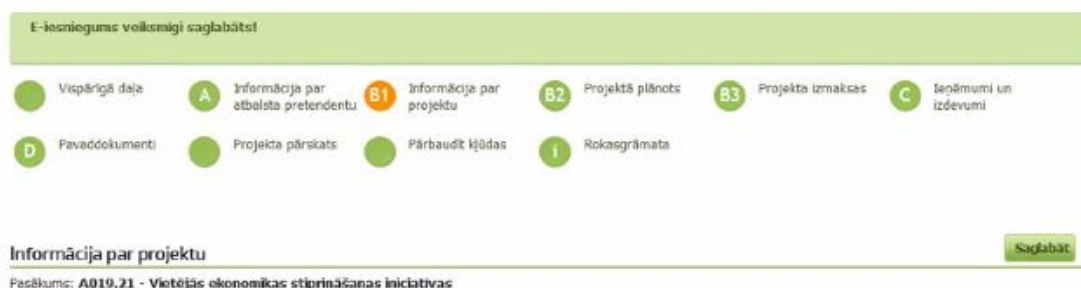 E-iesniegums veiksmīgi saglabāts!
Vispārīgā daļa
A Informācija par atbalsta pretendentu
B1 Informācija par projektu
B2 Projektā plānots
B3 Projekta izmaksas
C Ieņēmumi un izdevumi
D Pavaddokumenti
Projekta pārskats
Pārbaudīt kļūdas
i Rokasgrāmata
Informācija par projektu
Saglabāt
Pasākums: A019.21 - Vietējās ekonomikas stiprināšanas iniciatīvas